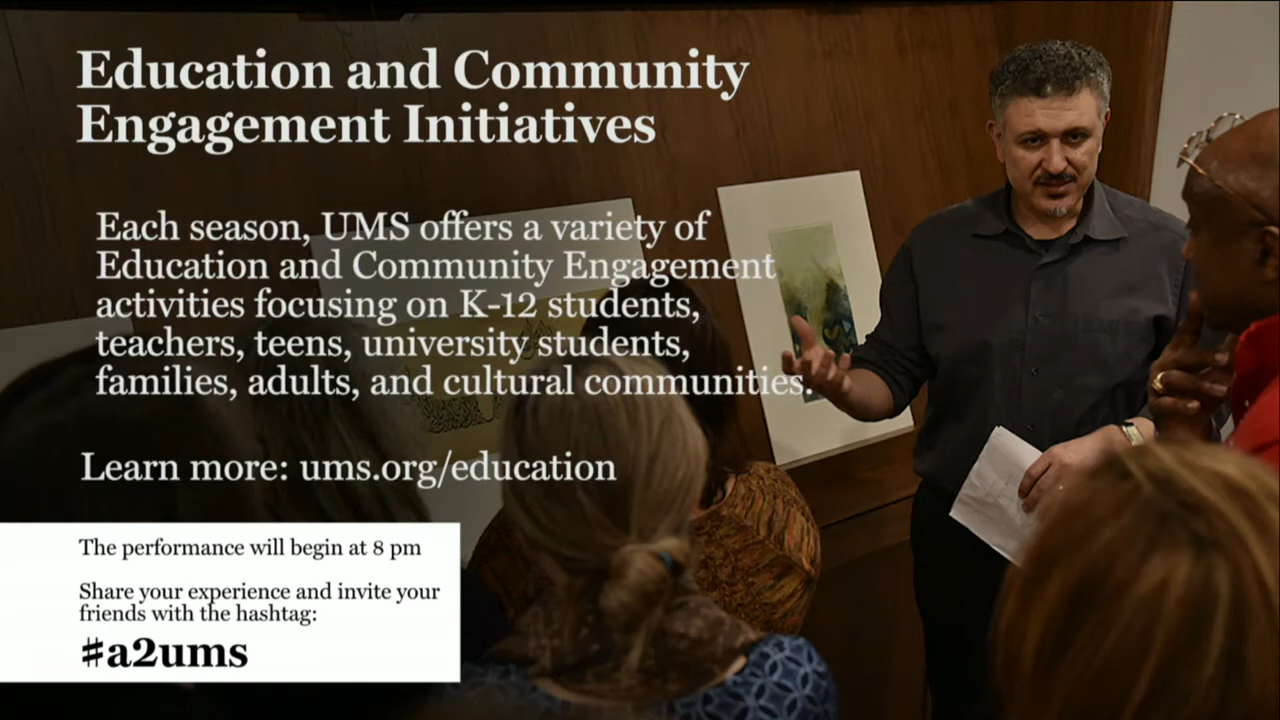 Education and Community
Engagement Initiatives
Each season, UMS offers a variety of
Education and Community Engagement
activities focusing on K-12 students,
teachers, teens, university students,
families, adults, and cultural communities.
Learn more: ums.org/education
The performance will begin at 8 pm
Share your experience and invite your
friends with the hashtag:
#a2ums